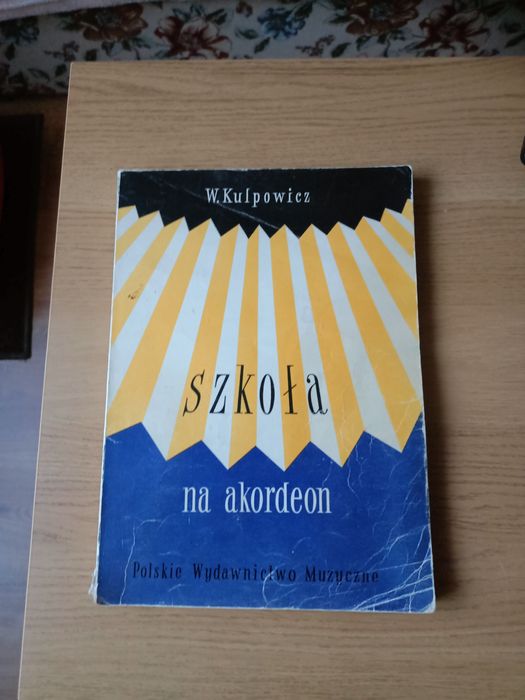 W. Kulpowicz
szkoła
na akordeon
Polskie Wydawnictwo Muzyczne